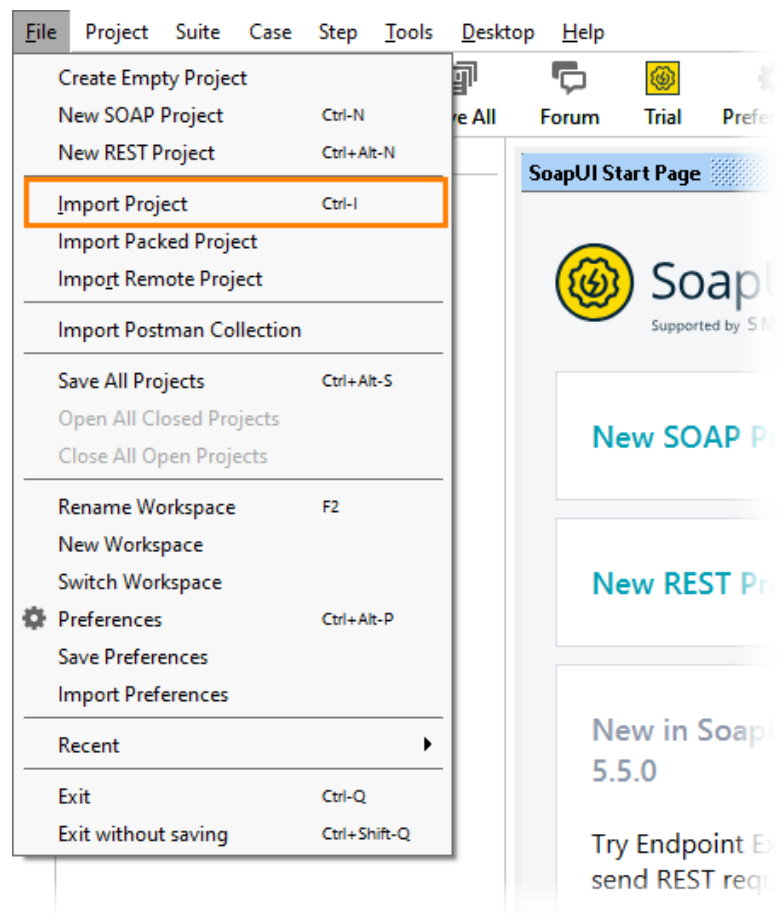 File Project Suite Case Step Tools Desktop Help
Create Empty Project
New SOAP Project Ctrl-N
New REST Project Ctrl+Alt-N
Import Project Ctrl-I
Import Packed Project
Import Remote Project
Import Postman Collection
Save All Projects Ctrl+Alt-S
Open All Closed Projects
Close All Open Projects
Rename Workspace F2
New Workspace
Switch Workspace
Preferences Ctrl+Alt-P
Save Preferences
Import Preferences
Recent
Exit Ctrl-Q
Exit without saving Ctrl+Shift-Q
All Forum Trial
SoapUI Start Page
Supported by
New SOAP
New REST
New in
5.5.0
Try Endpoint
send REST